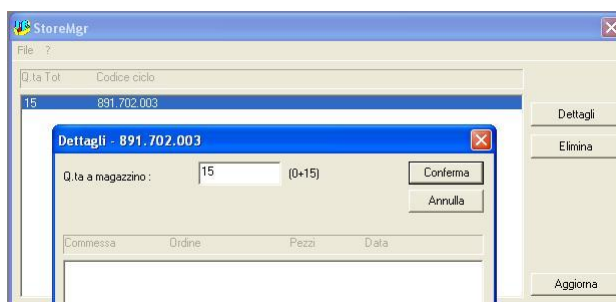 StoreMgr
File ?
Q.ta Tot Codice ciclo
15 891.702.003
Dettagli
Elimina
Dettagli - 891.702.003
Q.ta a magazzino : 15 (0+15)
Conferma
Annulla
Commessa Ordine Pezzi Data
Aggiorna